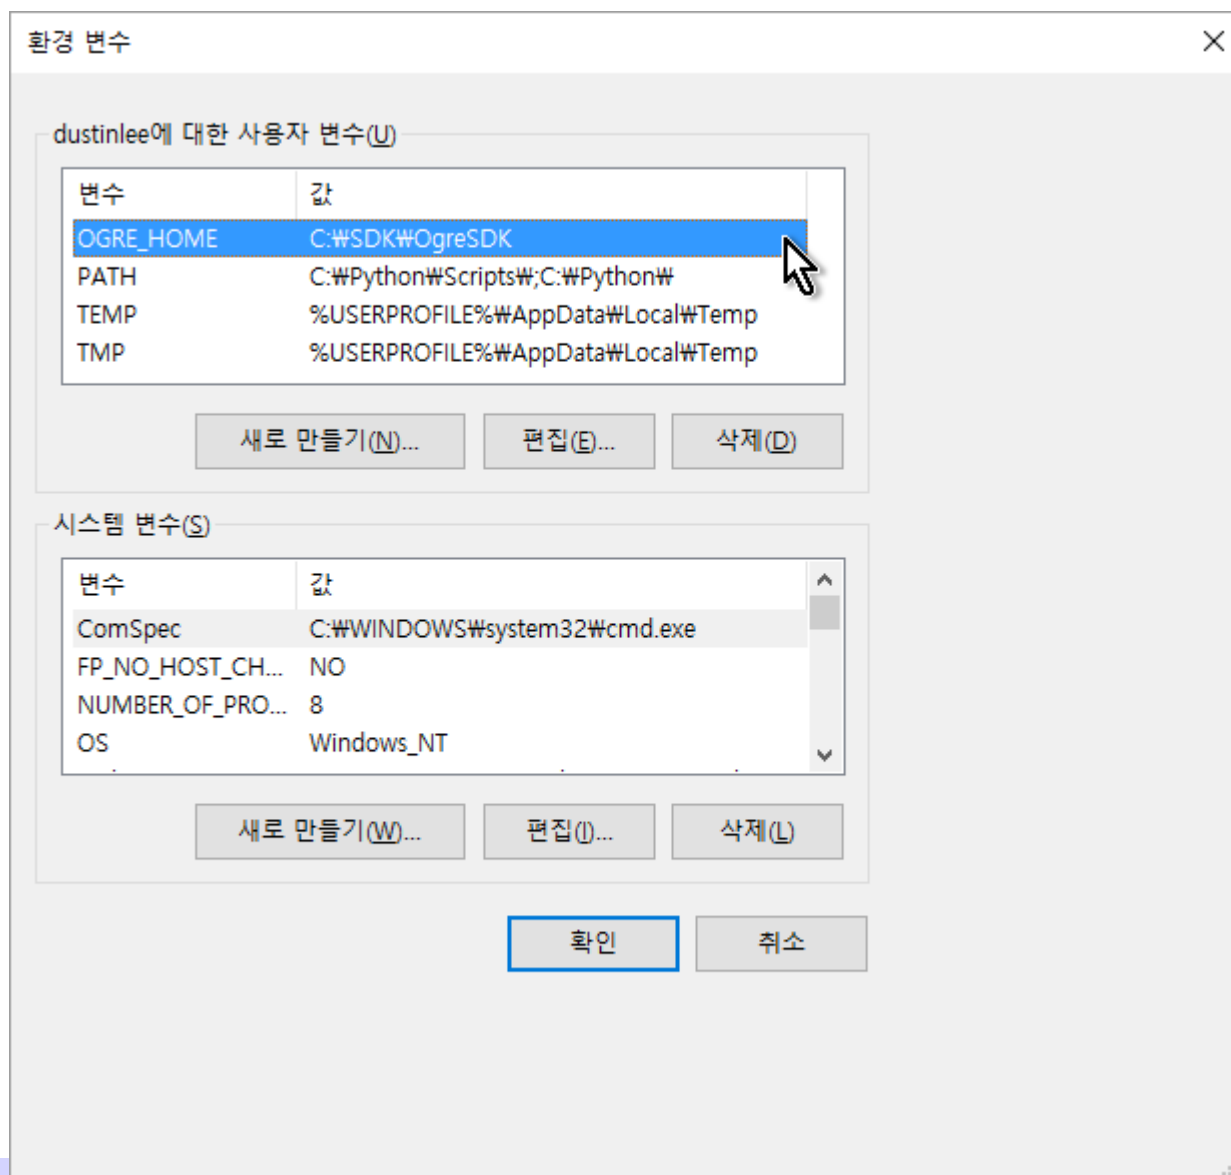 환경 변수
dustinlee에 대한 사용자 변수(U)
변수 값
OGRE_HOME C:₩SDK₩OgreSDK
PATH C:₩Python₩Scripts₩;C:₩Python₩
TEMP %USERPROFILE%₩AppData₩Local₩Temp
TMP %USERPROFILE%₩AppData₩Local₩Temp
새로 만들기(N)... 편집(E)... 삭제(D)
시스템 변수(S)
변수 값
ComSpec C:₩WINDOWS₩system32₩cmd.exe
FP_NO_HOST_CH... NO
NUMBER_OF_PRO... 8
OS Windows_NT
새로 만들기(W)... 편집(I)... 삭제(L)
확인 취소